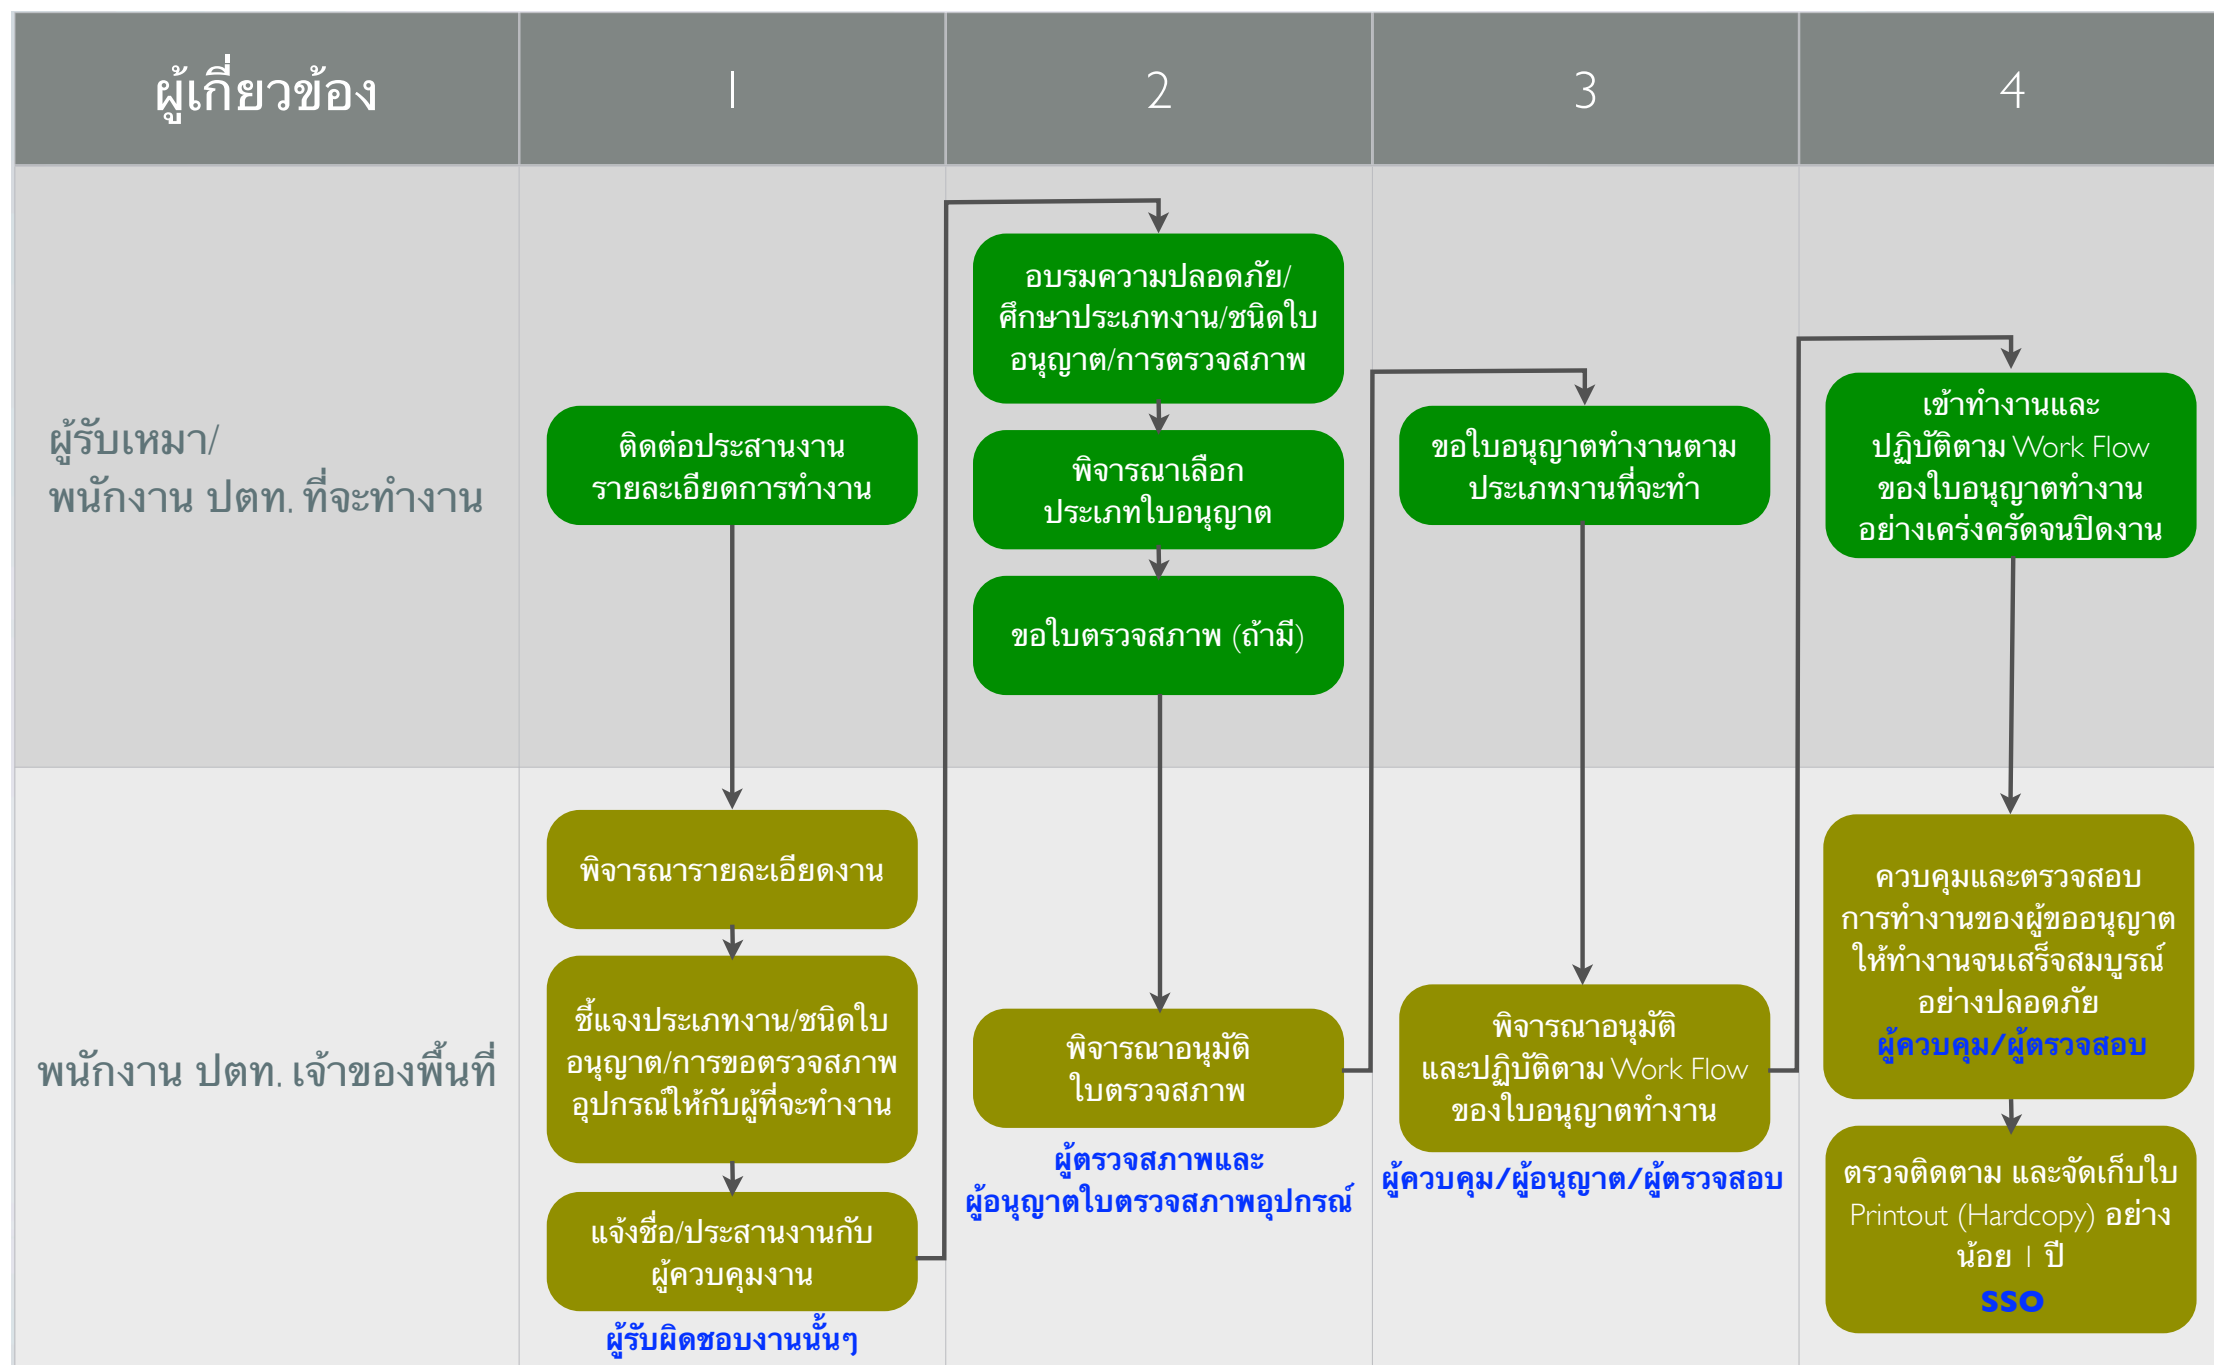 ผู้เกี่ยวข้อง
1
2
3
4
ผู้รับเหมา/
พนักงาน ปตท. ที่จะทำงาน
ติดต่อประสานงาน
รายละเอียดการทำงาน
อบรมความปลอดภัย/
ศึกษาประเภทงาน/ชนิดใบ
อนุญาต/การตรวจสภาพ
พิจารณาเลือก
ประเภทใบอนุญาต
ขอใบตรวจสภาพ (ถ้ามี)
ขอใบอนุญาตทำงานตาม
ประเภทงานที่จะทำ
เข้าทำงานและ
ปฏิบัติตาม Work Flow
ของใบอนุญาตทำงาน
อย่างเคร่งครัดจนปิดงาน
พนักงาน ปตท. เจ้าของพื้นที่
พิจารณารายละเอียดงาน
ชี้แจงประเภทงาน/ชนิดใบ
อนุญาต/การขอตรวจสภาพ
อุปกรณ์ให้กับผู้ที่จะทำงาน
แจ้งชื่อ/ประสานงานกับ
ผู้ควบคุมงาน
ผู้รับผิดชอบงานนั้นๆ
พิจารณาอนุมัติ
ใบตรวจสภาพ
ผู้ตรวจสภาพและ
ผู้อนุญาตใบตรวจสภาพอุปกรณ์
พิจารณาอนุมัติ
และปฏิบัติตาม Work Flow
ของใบอนุญาตทำงาน
ผู้ควบคุม/ผู้อนุญาต/ผู้ตรวจสอบ
ควบคุมและตรวจสอบ
การทำงานของผู้ขออนุญาต
ให้ทำงานจนเสร็จสมบูรณ์
อย่างปลอดภัย
ผู้ควบคุม/ผู้ตรวจสอบ
ตรวจติดตาม และจัดเก็บใบ
Printout (Hardcopy) อย่าง
น้อย 1 ปี
SSO